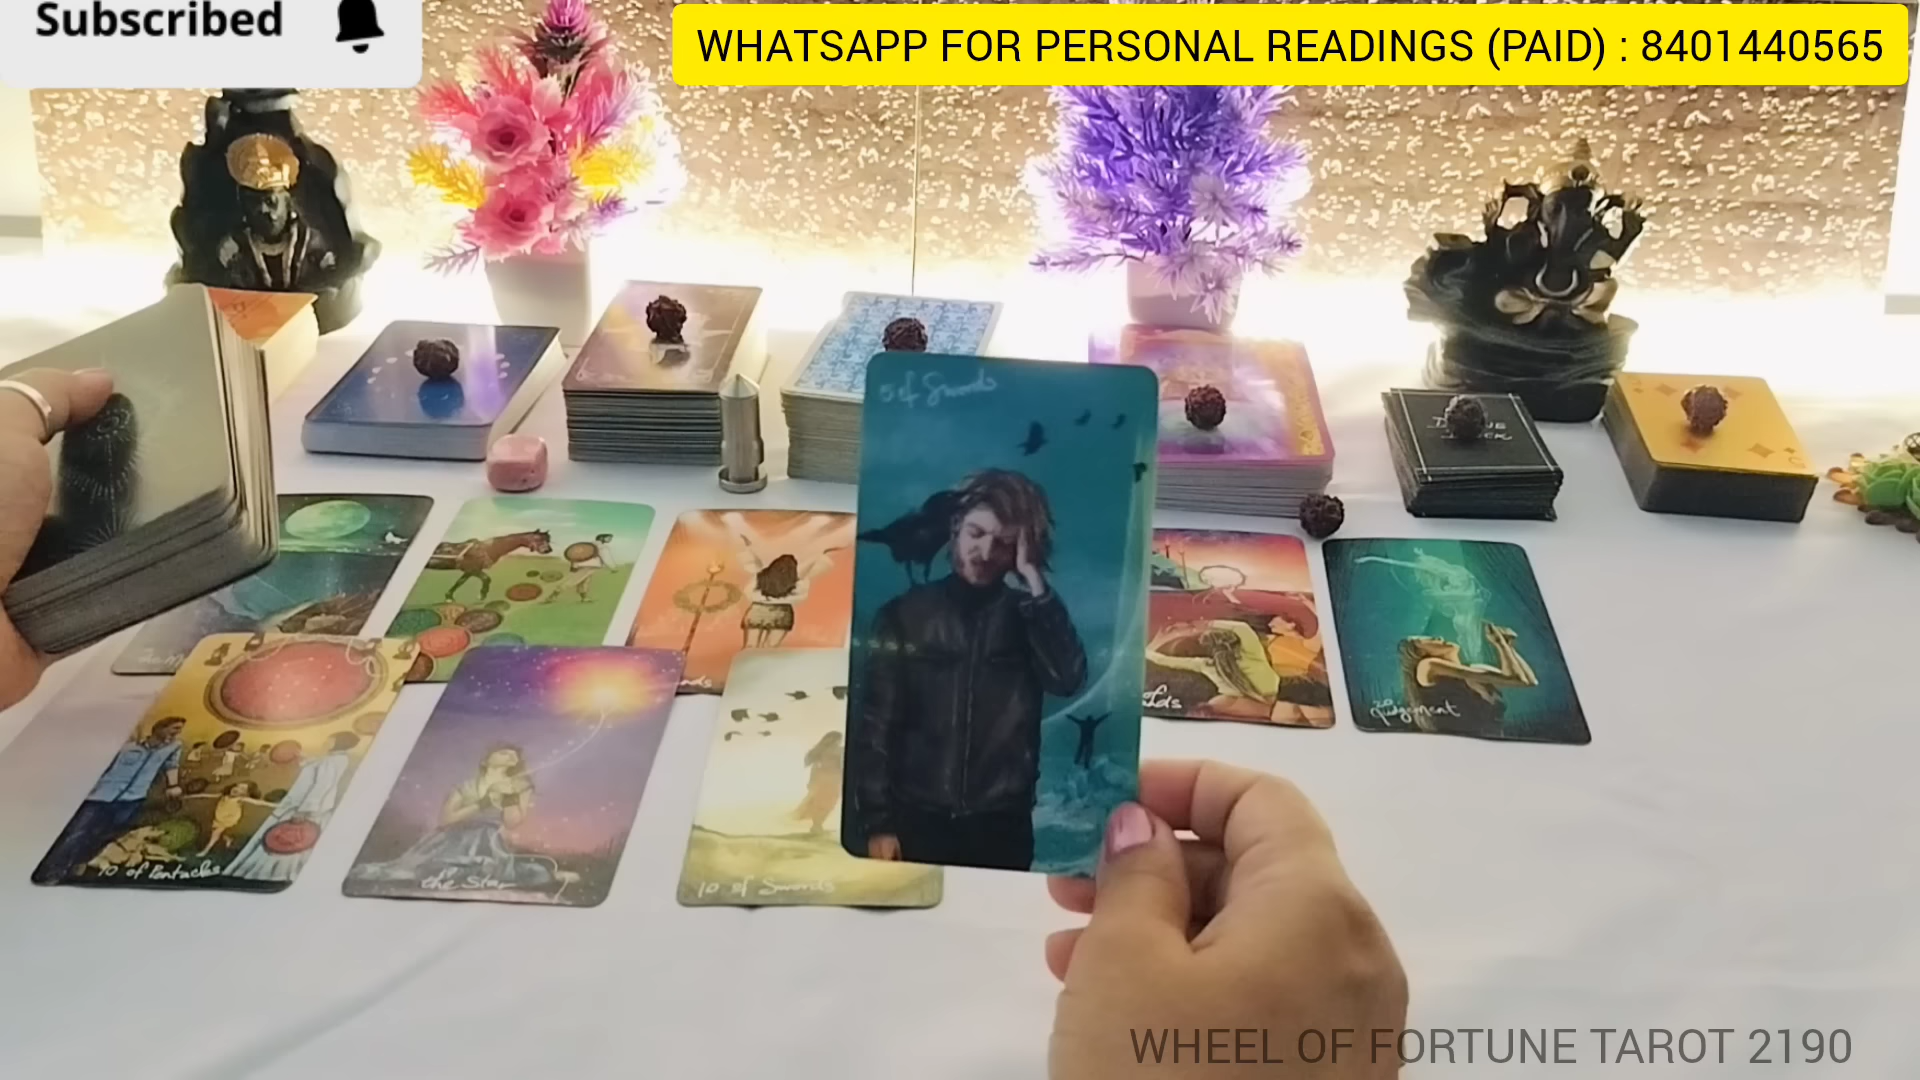 Subscribed
WHATSAPP FOR PERSONAL READINGS (PAID) : 8401440565
5 of Swords
Judgement
10 of Pentacles
the Star
10 of Swords
WHEEL OF FORTUNE TAROT 2190